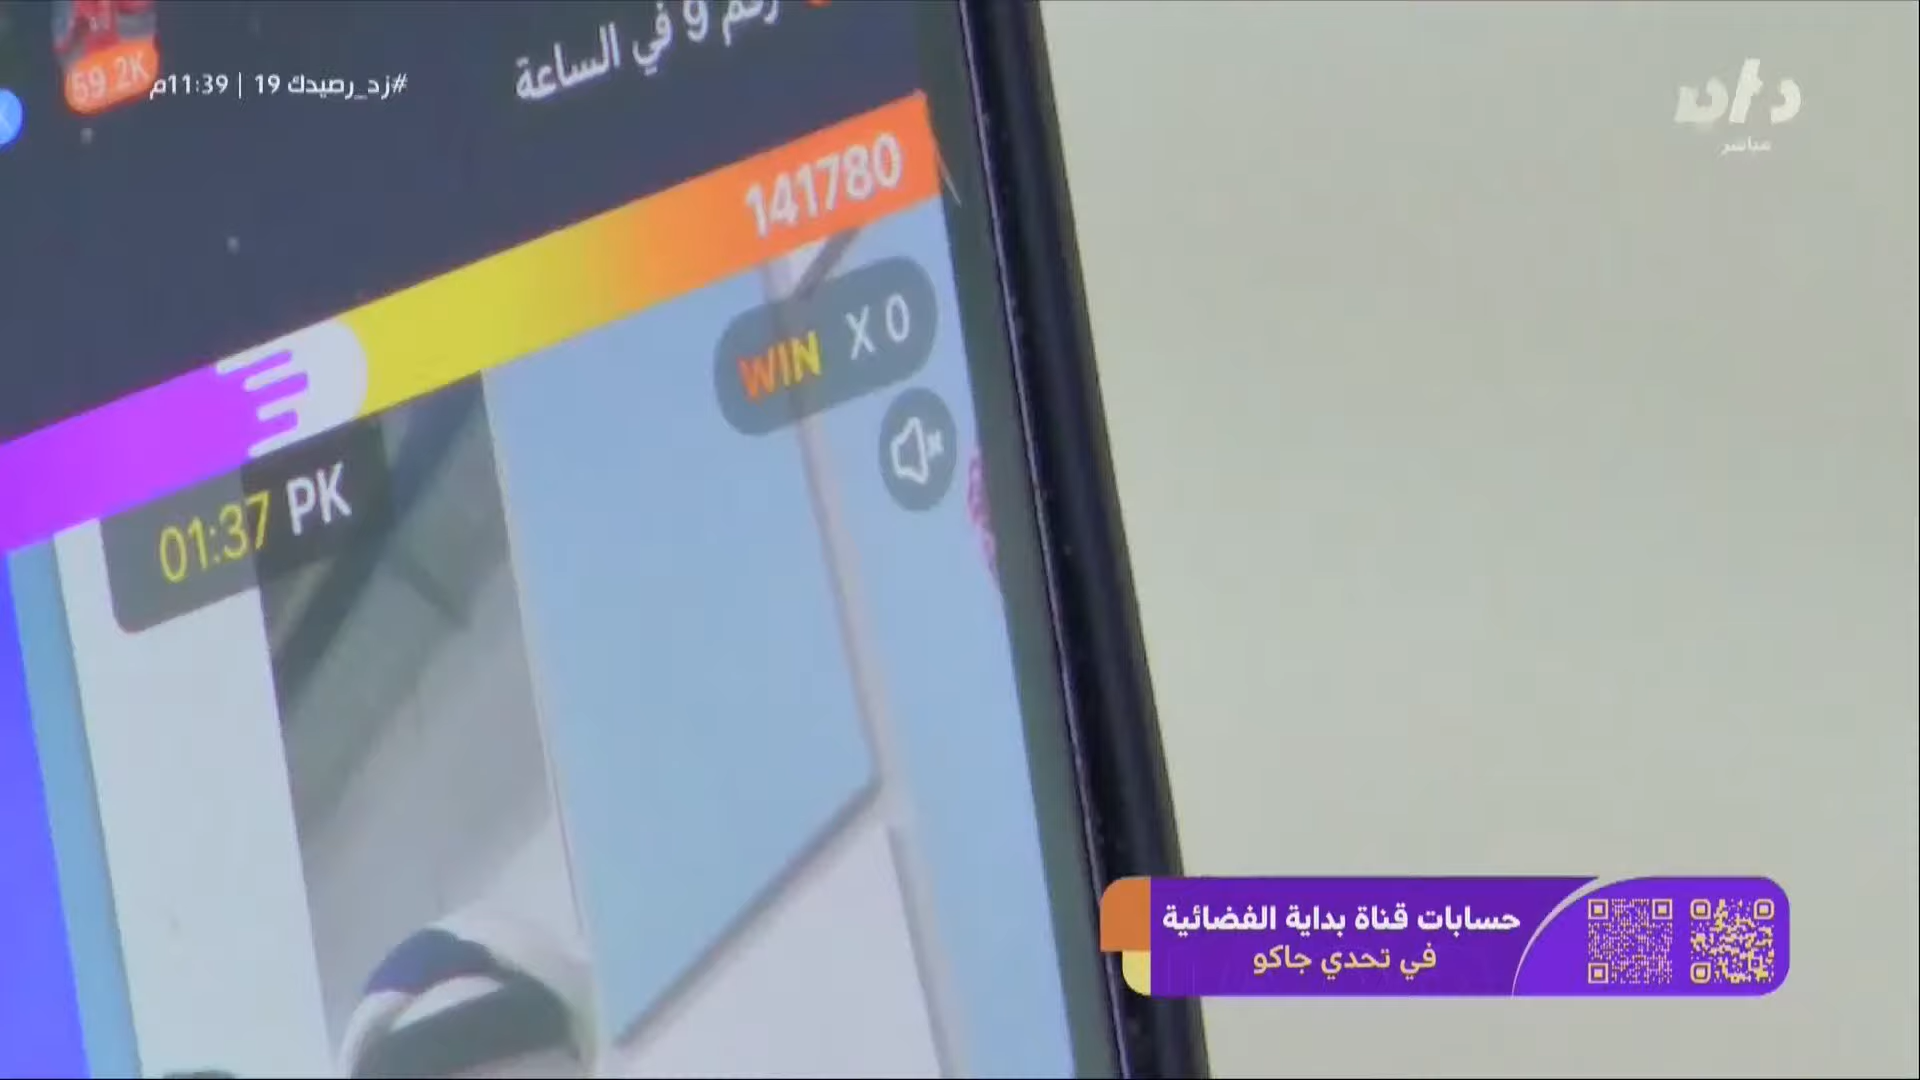 رقم 9 في الساعة
59.2K
#زد_رصيدك 19 | 11:39م
مباشر
141780
WIN X 0
01:37 PK
حسابات قناة بداية الفضائية
في تحدي جاكو